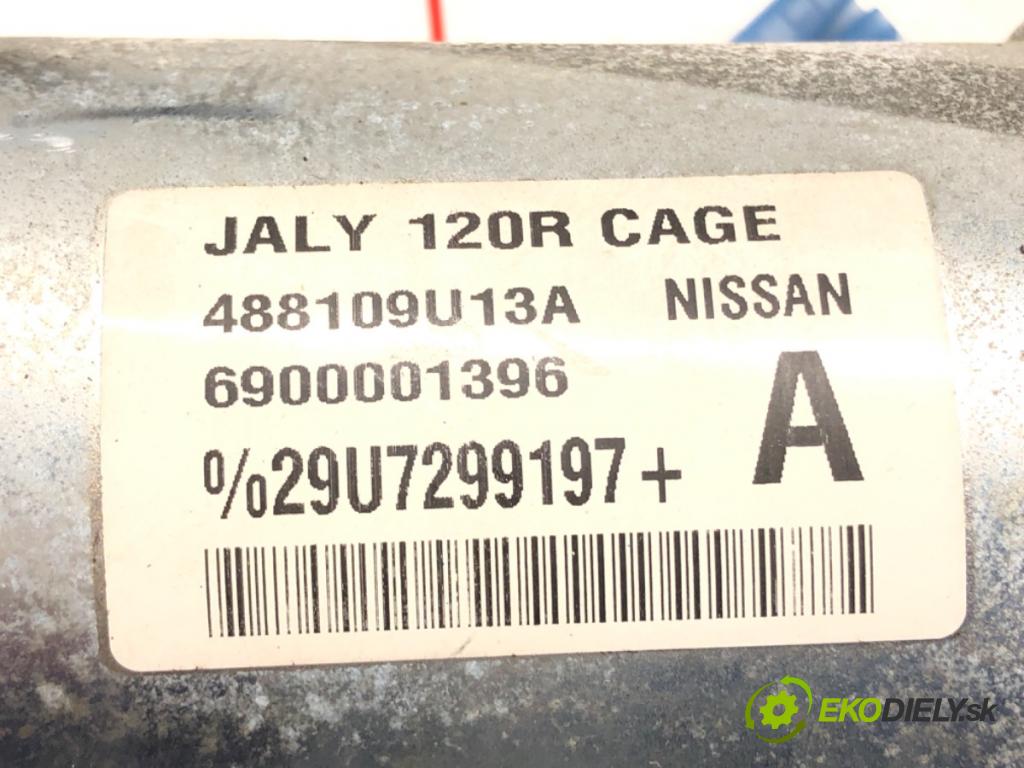 JALY 120R CAGE
488109U13A NISSAN
6900001396
A
%29U7299197+
EKODIELY.sk